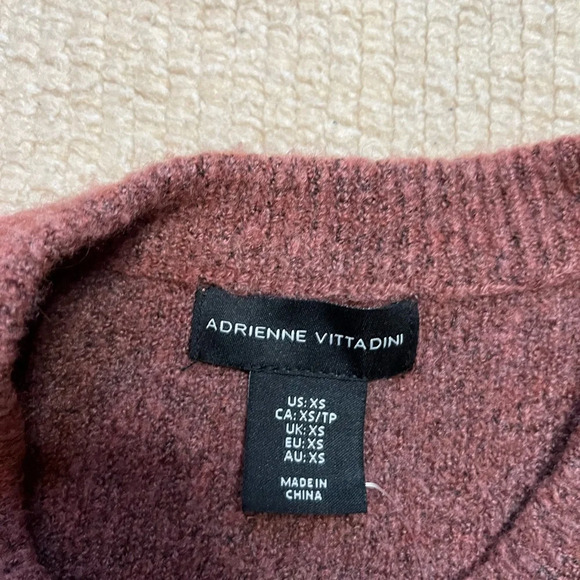 ADRIENNE VITTADINI
US: XS
CA: XS/TP
UK: XS
EU: XS
AU: XS
MADE IN
CHINA